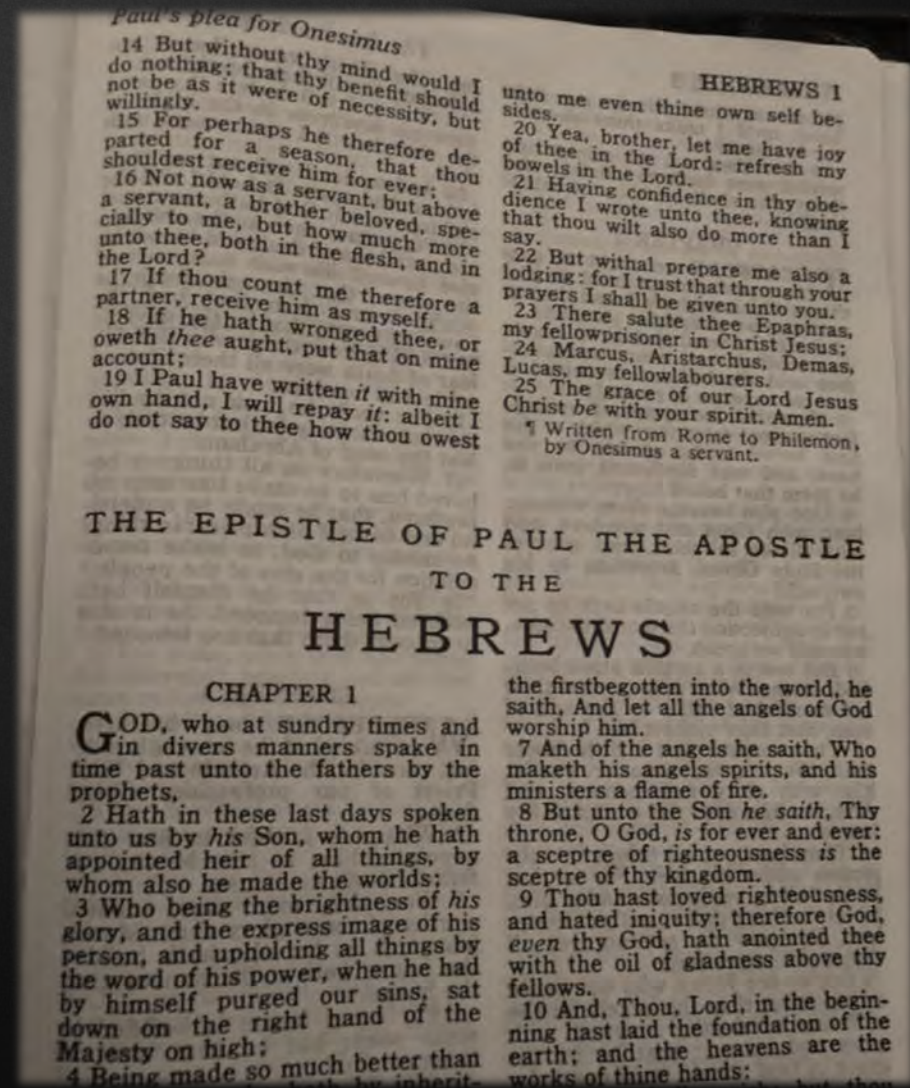 Paul's plea for Onesimus
14 But without thy mind would I
do nothing; that thy benefit should
not be as it were of necessity, but
willingly.
15 For perhaps he therefore de-
parted for a season, that thou
shouldest receive him for ever;
16 Not now as a servant, but above
a servant, a brother beloved, spe-
cially to me, but how much more
unto thee, both in the flesh, and in
the Lord?
17 If thou count me therefore a
partner, receive him as myself.
18 If he hath wronged thee, or
oweth thee aught, put that on mine
account;
19 I Paul have written it with mine
own hand, I will repay it: albeit I
do not say to thee how thou owest
HEBREWS 1
unto me even thine own self be-
sides.
20 Yea, brother, let me have joy
of thee in the Lord: refresh my
bowels in the Lord.
21 Having confidence in thy obe-
dience I wrote unto thee, knowing
that thou wilt also do more than I
say.
22 But withal prepare me also a
lodging: for I trust that through your
prayers I shall be given unto you.
23 There salute thee Epaphras,
my fellowprisoner in Christ Jesus;
24 Marcus, Aristarchus, Demas,
Lucas, my fellowlabourers.
25 The grace of our Lord Jesus
Christ be with your spirit. Amen.
¶ Written from Rome to Philemon,
by Onesimus a servant.
THE EPISTLE OF PAUL THE APOSTLE
TO THE
HEBREWS
CHAPTER 1
GOD, who at sundry times and
in divers manners spake in
time past unto the fathers by the
prophets,
2 Hath in these last days spoken
unto us by his Son, whom he hath
appointed heir of all things, by
whom also he made the worlds;
3 Who being the brightness of his
glory, and the express image of his
person, and upholding all things by
the word of his power, when he had
by himself purged our sins, sat
down on the right hand of the
Majesty on high;
4 Being made so much better than
by inherit-
the firstbegotten into the world, he
saith, And let all the angels of God
worship him.
7 And of the angels he saith, Who
maketh his angels spirits, and his
ministers a flame of fire.
8 But unto the Son he saith, Thy
throne, O God, is for ever and ever:
a sceptre of righteousness is the
sceptre of thy kingdom.
9 Thou hast loved righteousness,
and hated iniquity; therefore God,
even thy God, hath anointed thee
with the oil of gladness above thy
fellows.
10 And, Thou, Lord, in the begin-
ning hast laid the foundation of the
earth; and the heavens are the
works of thine hands: